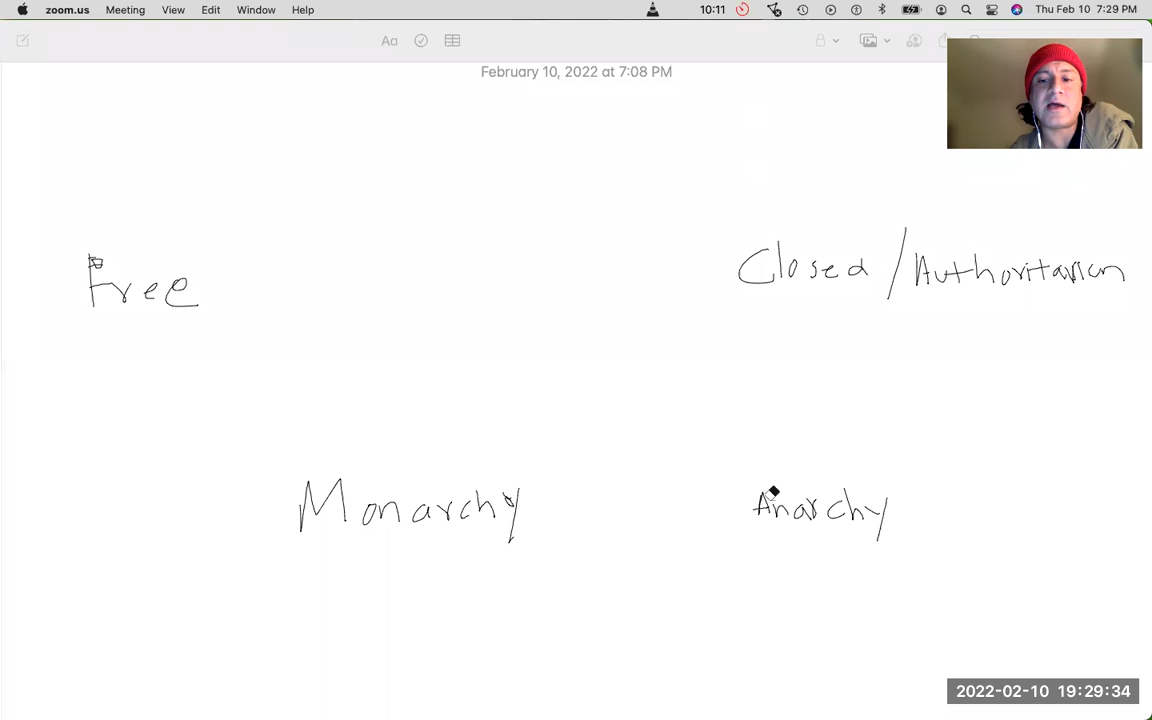 zoom.us Meeting View Edit Window Help 10:11 Thu Feb 10 7:29 PM
Aa
February 10, 2022 at 7:08 PM
Free
Closed / Authoritarian
Monarchy Anarchy
2022-02-10 19:29:34